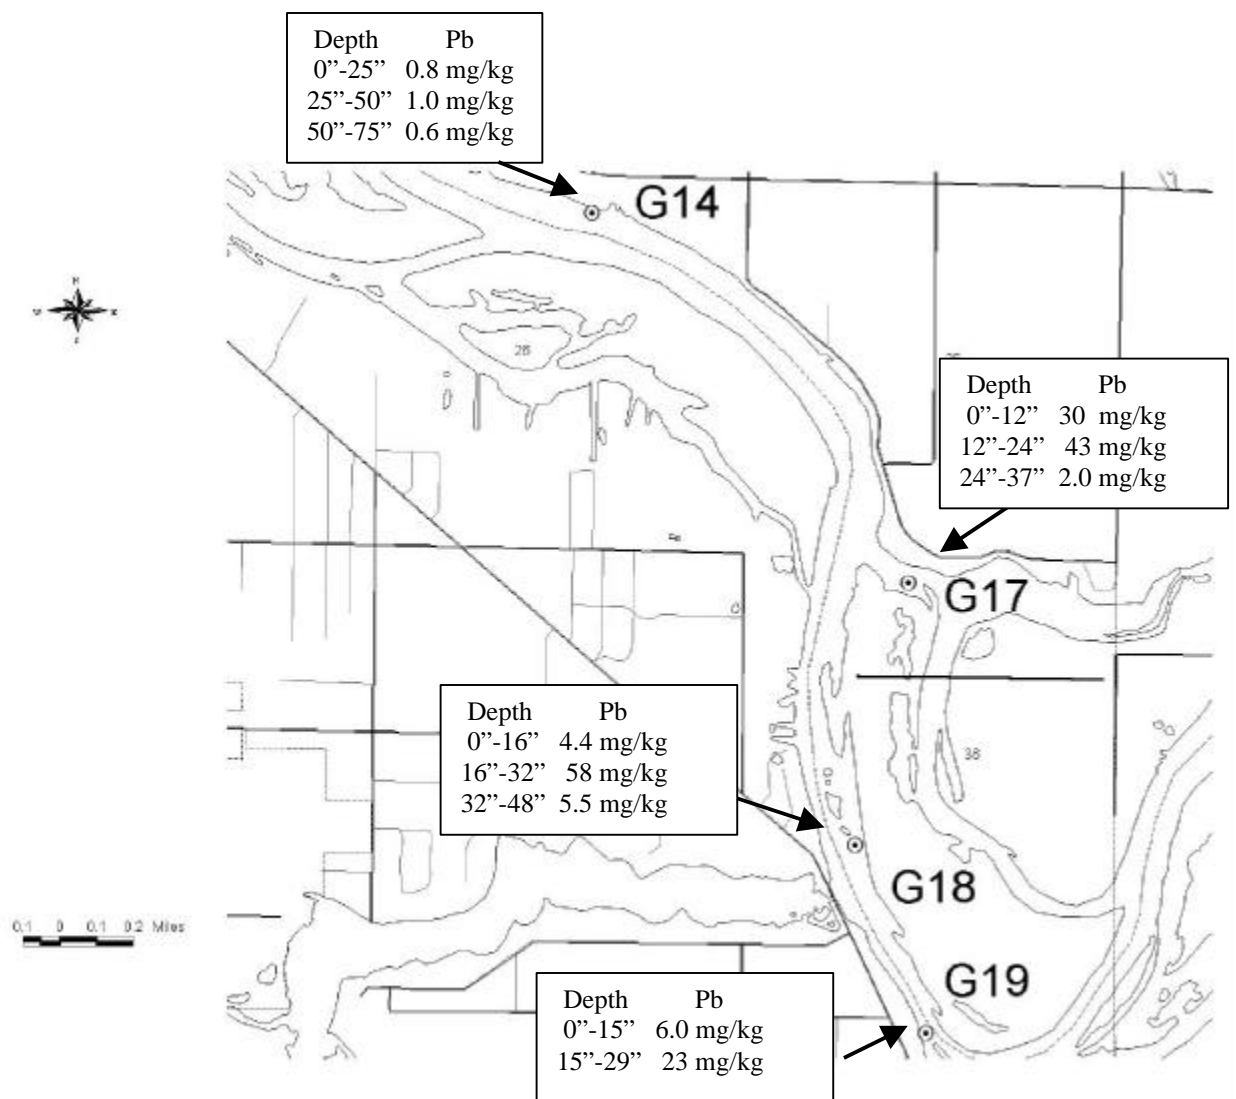 Depth Pb
0”-25” 0.8 mg/kg
25”-50” 1.0 mg/kg
50”-75” 0.6 mg/kg
G14
N
W E
28
Depth Pb
0”-12” 30 mg/kg
12”-24” 43 mg/kg
24”-37” 2.0 mg/kg
G17
Depth Pb
0”-16” 4.4 mg/kg
16”-32” 58 mg/kg
32”-48” 5.5 mg/kg
G18
0.1 0 0.1 0.2 Miles
G19
Depth Pb
0”-15” 6.0 mg/kg
15”-29” 23 mg/kg